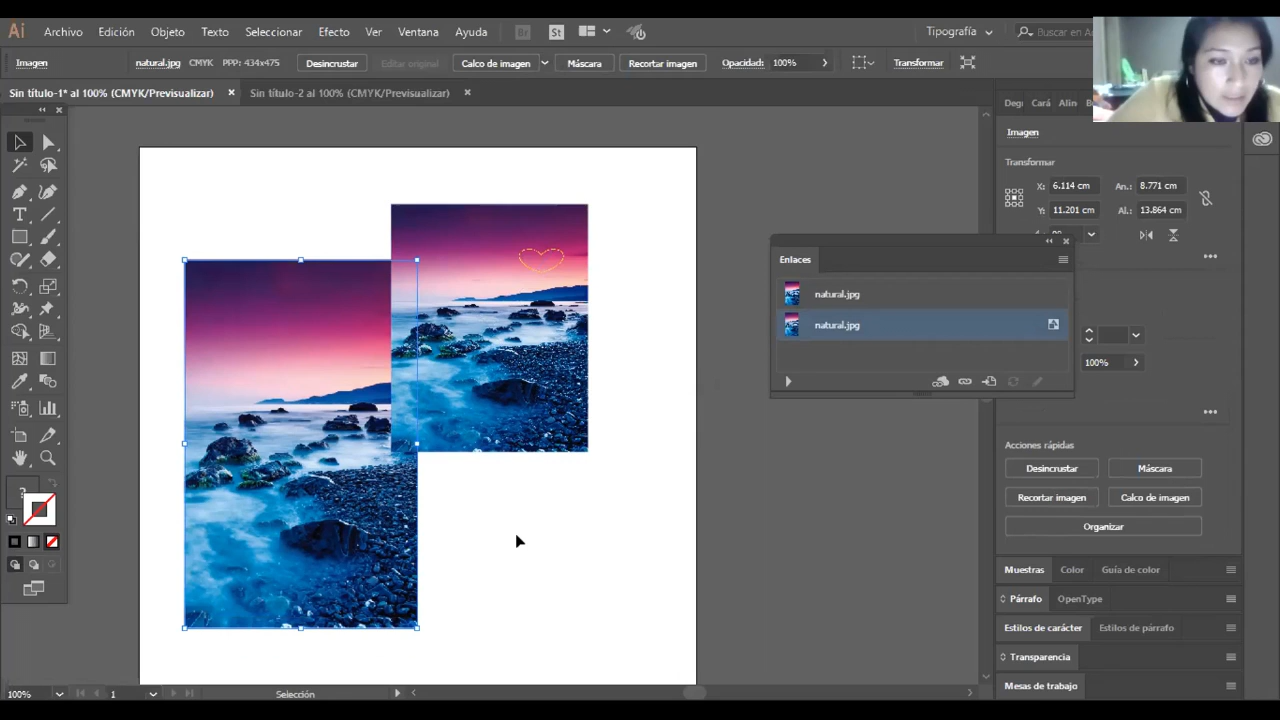 Ai Archivo Edición Objeto Texto Seleccionar Efecto Ver Ventana Ayuda Br St Tipografía
Imagen natural.jpg CMYK PPP: 434x475 Desincrustar Editar original Calco de imagen Máscara Recortar imagen Opacidad: 100% Transformar
Sin título-1* al 100% (CMYK/Previsualizar) × Sin título-2 al 100% (CMYK/Previsualizar) ×
Cará Alin
Imagen
Transformar
X: 6.114 cm An.: 8.771 cm
Y: 11.201 cm Al.: 13.864 cm
Enlaces
natural.jpg
natural.jpg
100%
Acciones rápidas
Desincrustar Máscara
Recortar imagen Calco de imagen
Organizar
Muestras Color Guía de color
Párrafo OpenType
Estilos de carácter Estilos de párrafo
Transparencia
Mesas de trabajo
100% 1 Selección